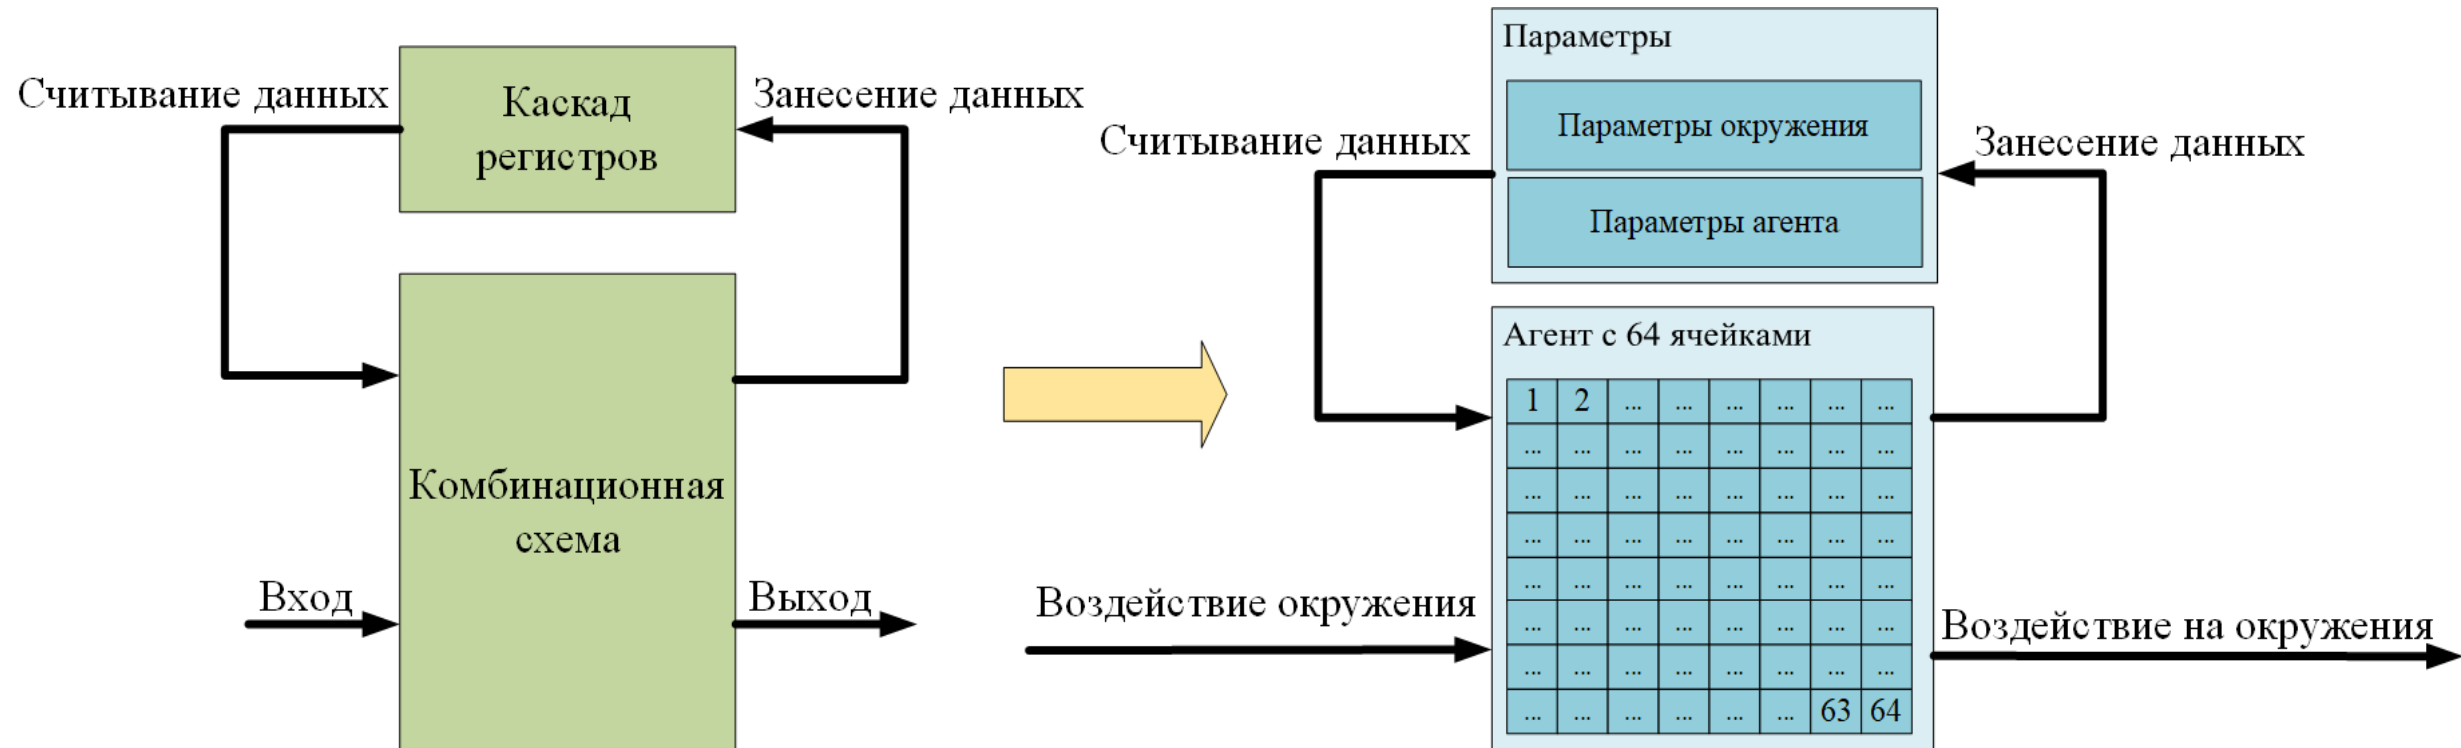 Считывание данных
Каскад
регистров
Занесение данных
Комбинационная
схема
Вход
Выход
Параметры
Параметры окружения
Параметры агента
Считывание данных
Занесение данных
Агент с 64 ячейками
1 2 ... ... ... ... ... ...
... ... ... ... ... ... ... ...
... ... ... ... ... ... ... ...
... ... ... ... ... ... ... ...
... ... ... ... ... ... ... ...
... ... ... ... ... ... ... ...
... ... ... ... ... ... ... ...
... ... ... ... ... ... 63 64
Воздействие окружения
Воздействие на окружения